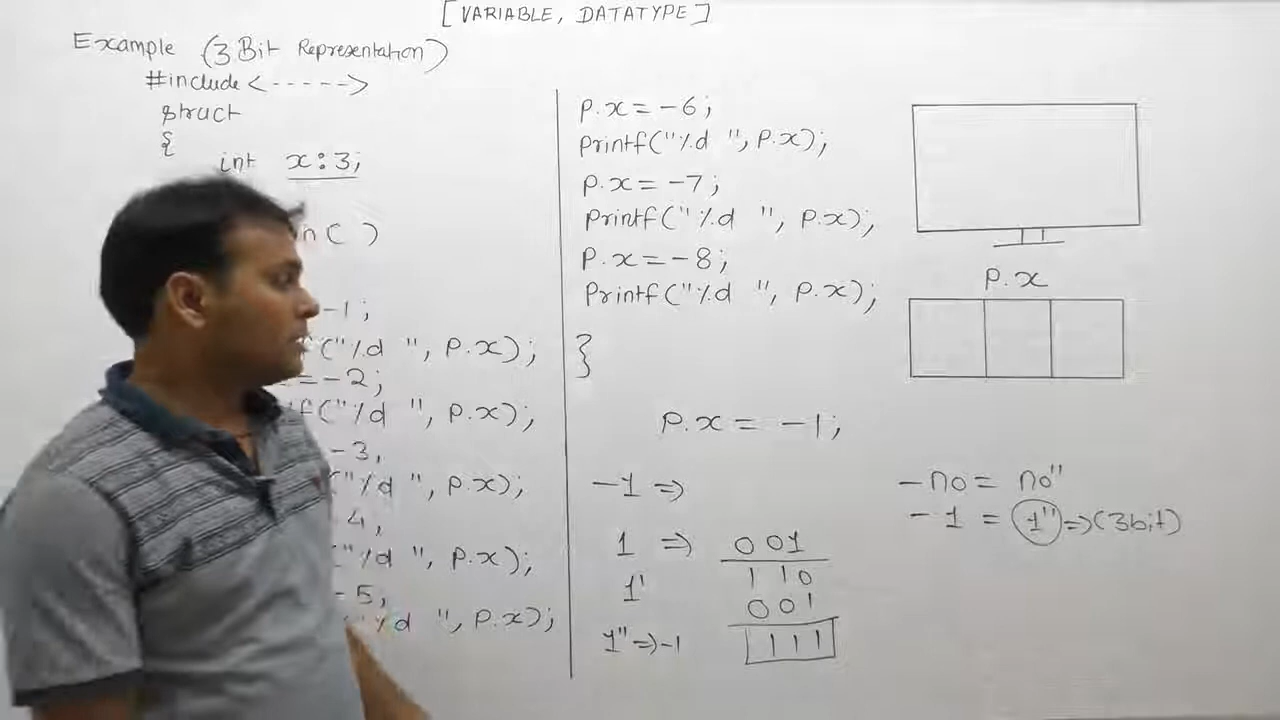 [VARIABLE, DATATYPE]
Example (3 Bit Representation)
#include <----->
struct
{
int x:3;
n( )
-1;
f("%d ", P.x);
=-2;
f("%d ", P.x);
-3,
("%d ", P.x);
4,
("%d ", P.x);
-5,
("%d ", P.x);
P.x = -6;
Printf("%d ", P.x);
P.x = -7;
Printf("%d ", P.x);
P.x = -8;
Printf("%d ", P.x);
}
P.x = -1;
-1 =>
1 => 001
1' 110
001
1'' => -1 111
P.x
-no = no''
-1 = 1'' => (3bit)